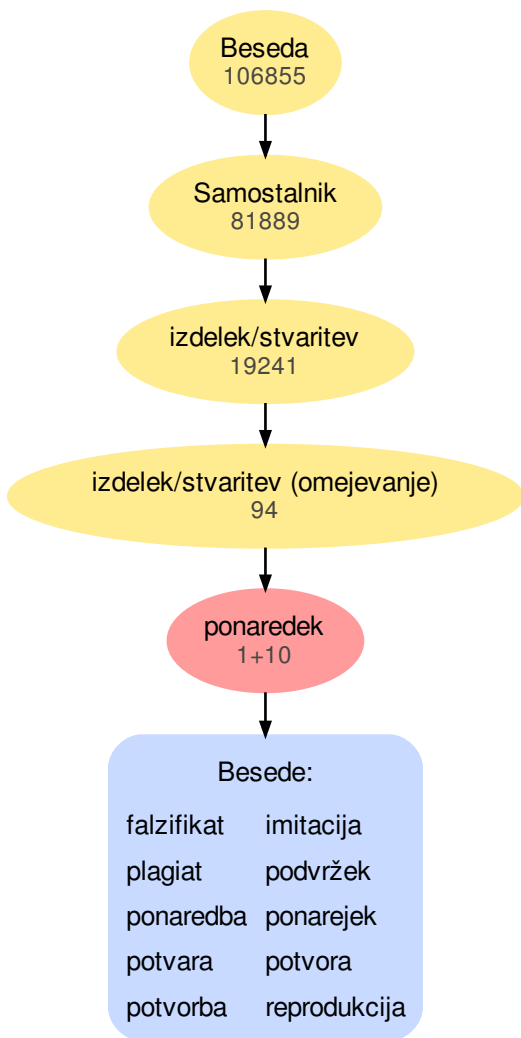 Beseda
106855
Samostalnik
81889
izdelek/stvaritev
19241
izdelek/stvaritev (omejevanje)
94
ponaredek
1+10
Besede:
falzifikat imitacija
plagiat podvržek
ponaredba ponarejek
potvara potvora
potvorba reprodukcija